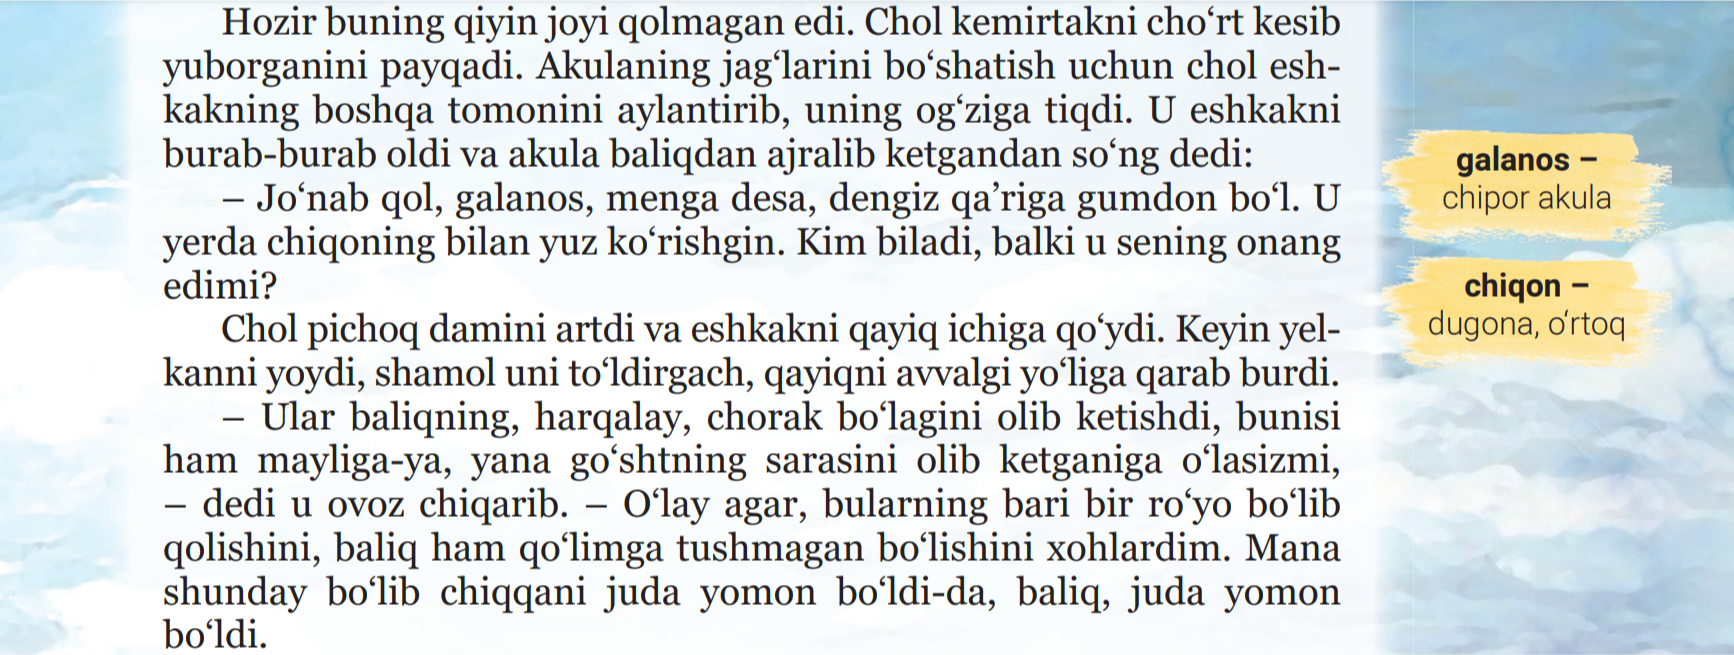 Hozir buning qiyin joyi qolmagan edi. Chol kemirtakni cho‘rt kesib
yuborganini payqadi. Akulaning jag‘larini bo‘shatish uchun chol esh-
kakning boshqa tomonini aylantirib, uning og‘ziga tiqdi. U eshkakni
burab-burab oldi va akula baliqdan ajralib ketgandan so‘ng dedi:
– Jo‘nab qol, galanos, menga desa, dengiz qa’riga gumdon bo‘l. U
yerda chiqoning bilan yuz ko‘rishgin. Kim biladi, balki u sening onang
edimi?
Chol pichoq damini artdi va eshkakni qayiq ichiga qo‘ydi. Keyin yel-
kanni yoydi, shamol uni to‘ldirgach, qayiqni avvalgi yo‘liga qarab burdi.
– Ular baliqning, harqalay, chorak bo‘lagini olib ketishdi, bunisi
ham mayliga-ya, yana go‘shtning sarasini olib ketganiga o‘lasizmi,
– dedi u ovoz chiqarib. – O‘lay agar, bularning bari bir ro‘yo bo‘lib
qolishini, baliq ham qo‘limga tushmagan bo‘lishini xohlardim. Mana
shunday bo‘lib chiqqani juda yomon bo‘ldi-da, baliq, juda yomon
bo‘ldi.
galanos –
chipor akula
chiqon –
dugona, o‘rtoq